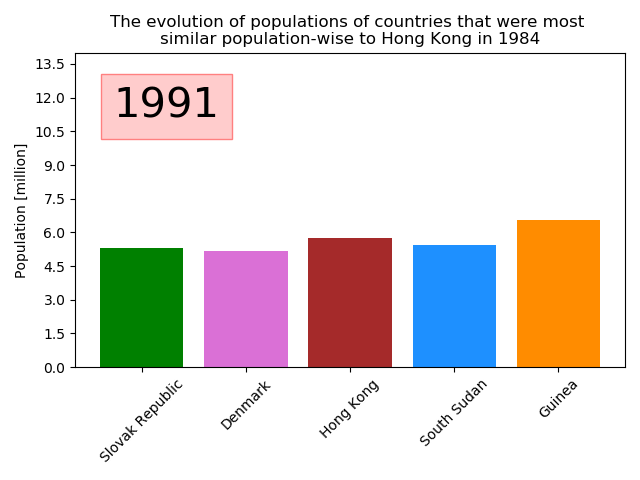 The evolution of populations of countries that were most
similar population-wise to Hong Kong in 1984
1991
Population [million]
13.5
12.0
10.5
9.0
7.5
6.0
4.5
3.0
1.5
0.0
Slovak Republic
Denmark
Hong Kong
South Sudan
Guinea